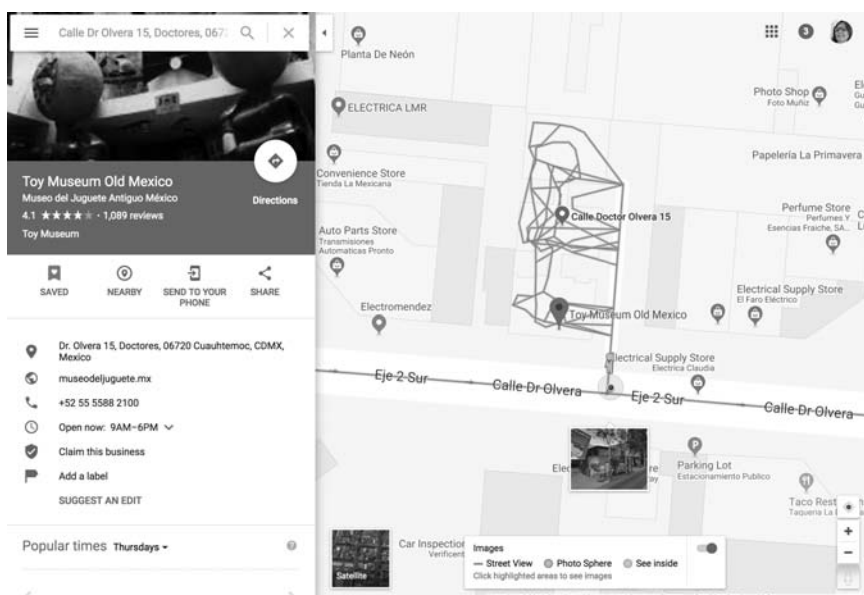 Calle Dr Olvera 15, Doctores, 067
Toy Museum Old Mexico
Museo del Juguete Antiguo México
4.1 ★★★★★ · 1,089 reviews
Toy Museum
Directions
SAVED
NEARBY
SEND TO YOUR
PHONE
SHARE
Dr. Olvera 15, Doctores, 06720 Cuauhtemoc, CDMX,
Mexico
museodeljuguete.mx
+52 55 5588 2100
Open now: 9AM–6PM
Claim this business
Add a label
SUGGEST AN EDIT
Popular times Thursdays
Satellite
3
Planta De Neón
ELECTRICA LMR
Photo Shop
Foto Muñiz
Papelería La Primavera
Convenience Store
Tienda La Mexicana
Perfume Store
Perfumes Y
Esencias Fraiche, SA...
Calle Doctor Olvera 15
Auto Parts Store
Transmisiones
Automaticas Pronto
Electrical Supply Store
El Faro Eléctrico
Electromendez
Toy Museum Old Mexico
Electrical Supply Store
Electrica Claudia
Eje 2 Sur
Calle Dr Olvera
Eje 2 Sur
Calle Dr Olvera
Parking Lot
Estacionamiento Publico
Car Inspection
Images
Street View
Photo Sphere
See inside
Click highlighted areas to see images